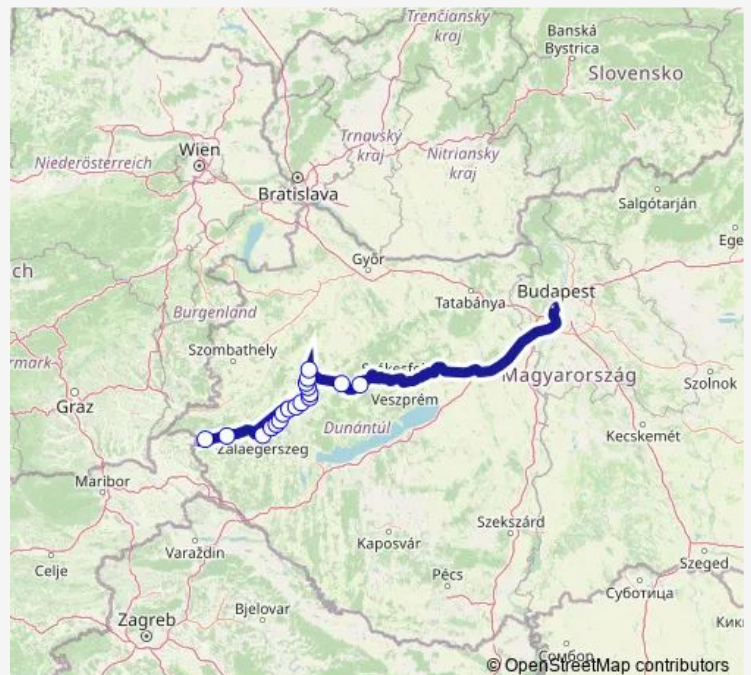 Trenčiansky
kraj
Banská
Bystrica
Slovensko
Wien
Trnavský
kraj
Nitriansky
kraj
Niederösterreich
Bratislava
Salgótarján
Győr
Ege
ch
Tatabánya
Budapest
Burgenland
Szombathely
Magyarország
rmark
Veszprém
Szolnok
Graz
Dunántúl
Zalaegerszeg
Kecskemét
Maribor
Szekszárd
Kaposvár
Varaždin
Celje
Pécs
Szeged
Суботица
Bjelovar
Zagreb
Кик
Сомбор
© OpenStreetMap contributors